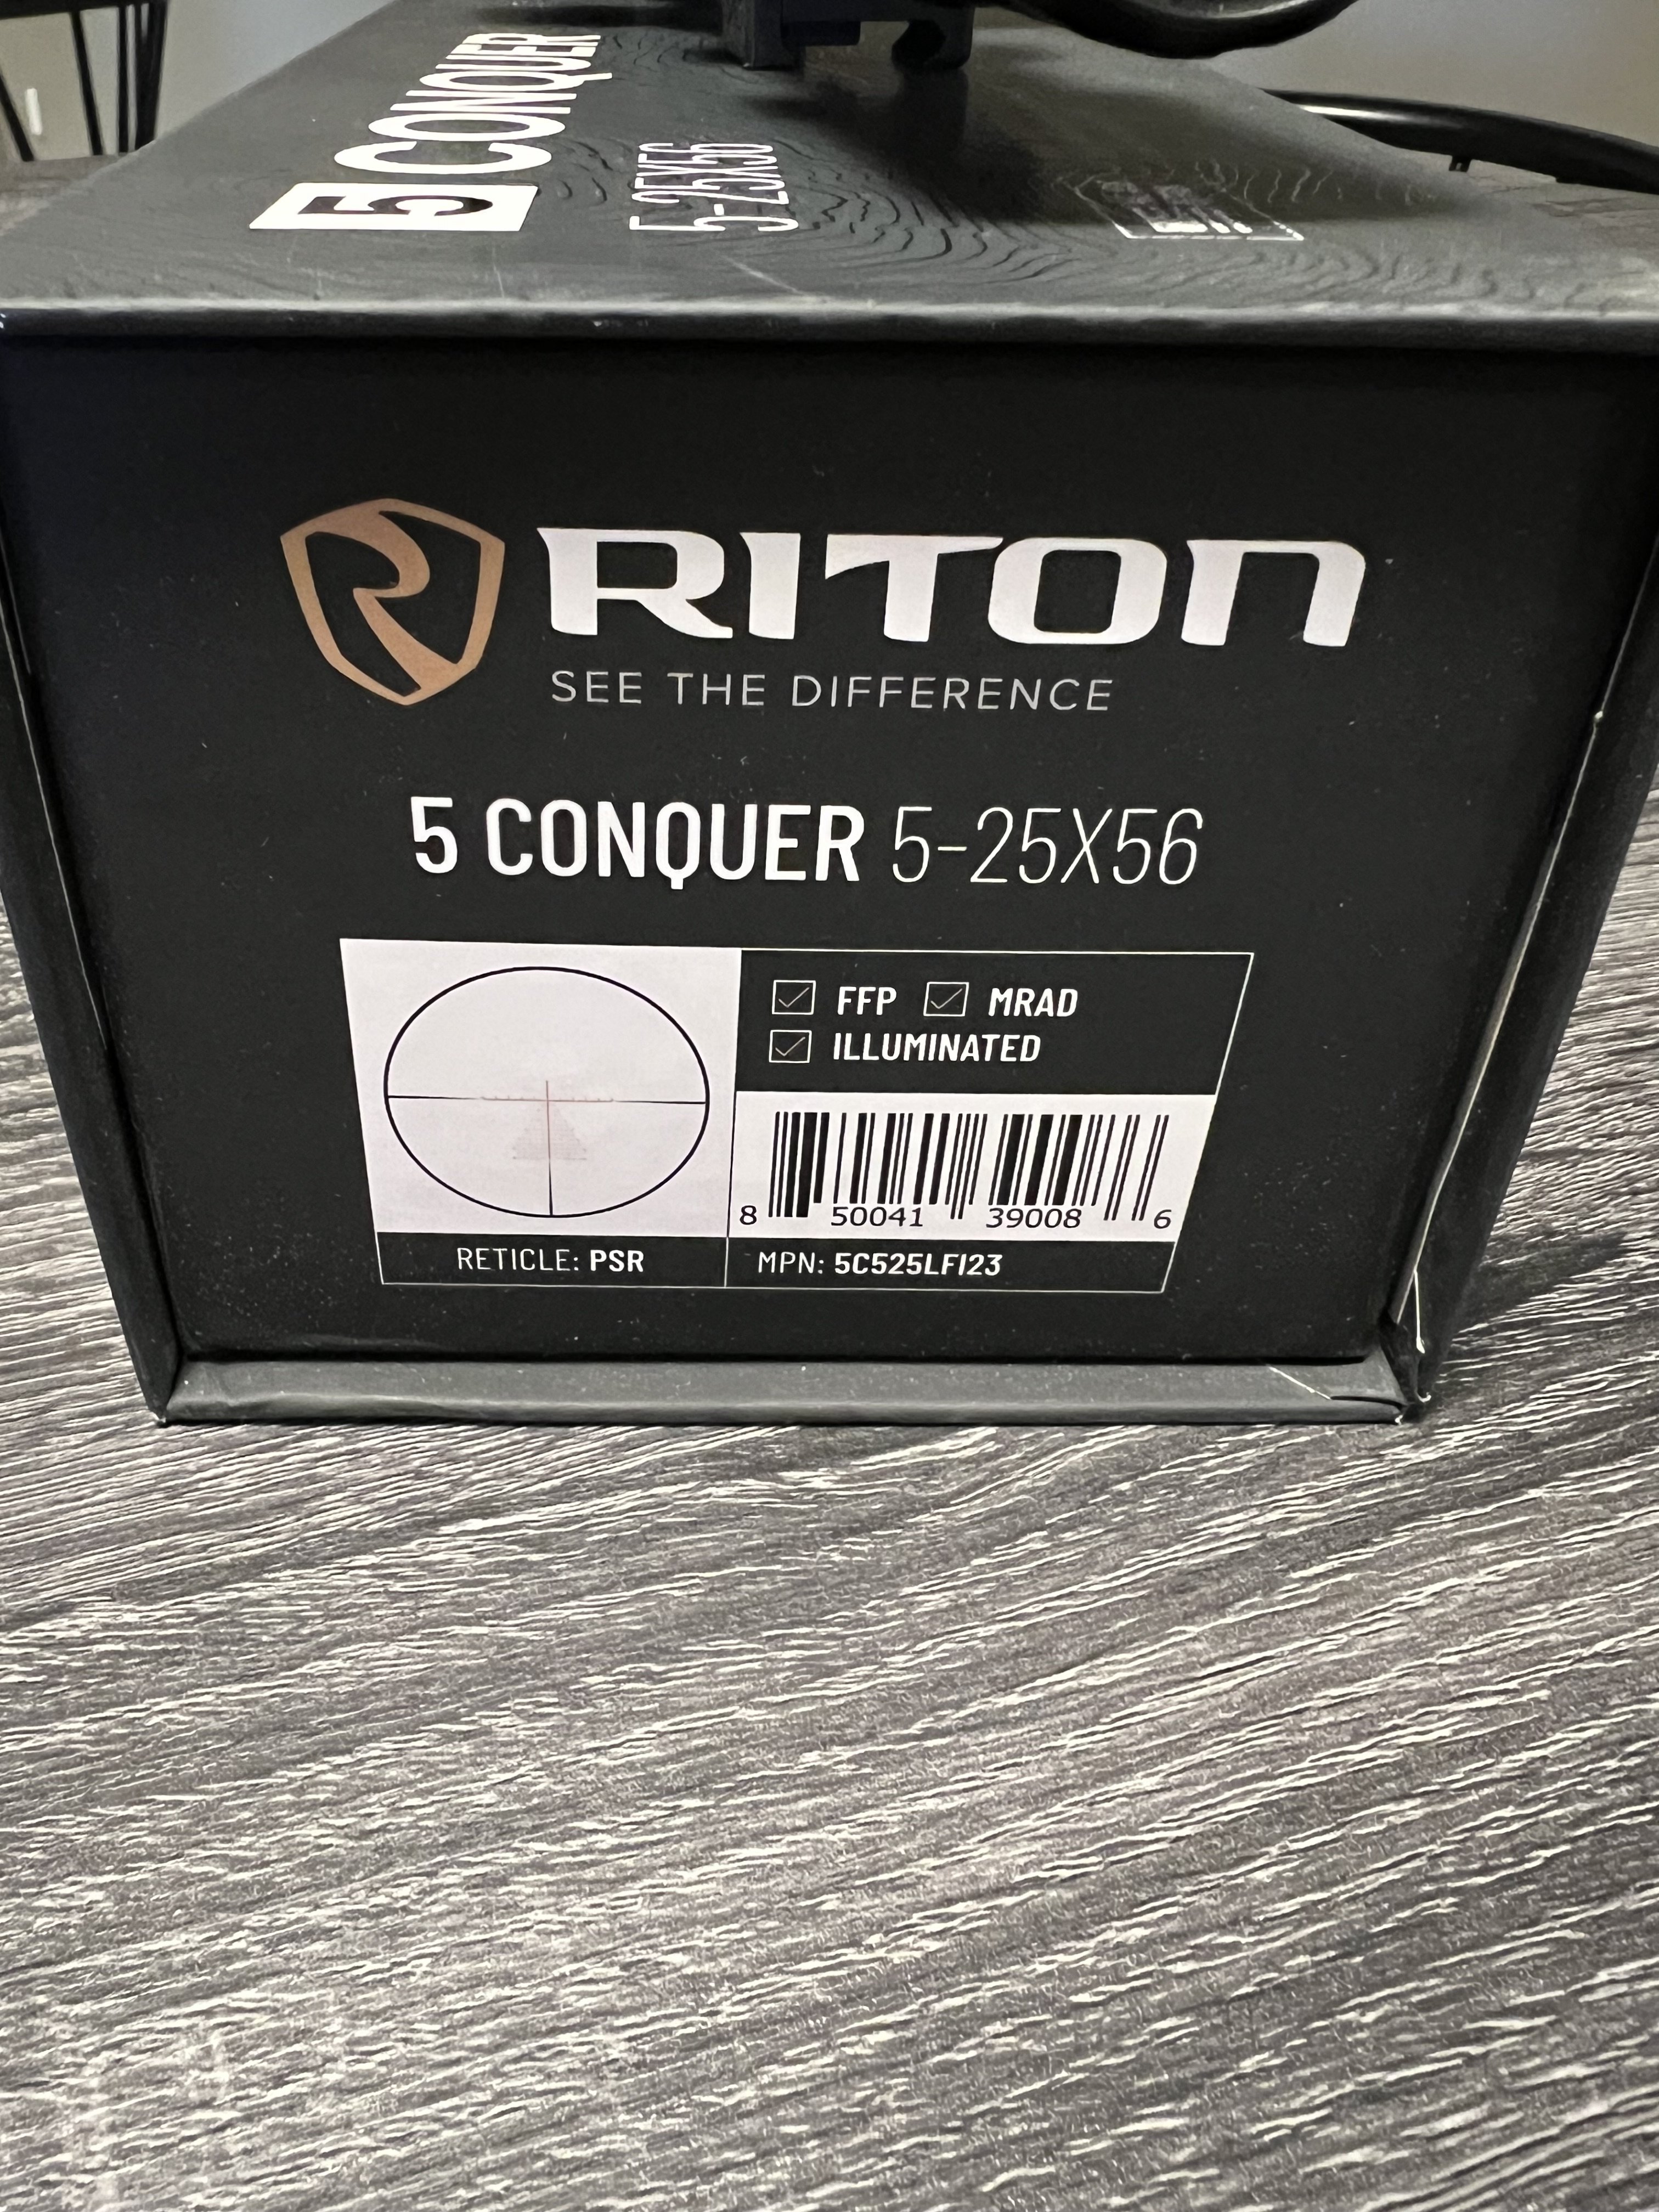 5 CONQUER
5-25X56
RITON
SEE THE DIFFERENCE
5 CONQUER 5-25X56
FFP MRAD
ILLUMINATED
8 50041 39008 6
RETICLE: PSR
MPN: 5C525LFI23